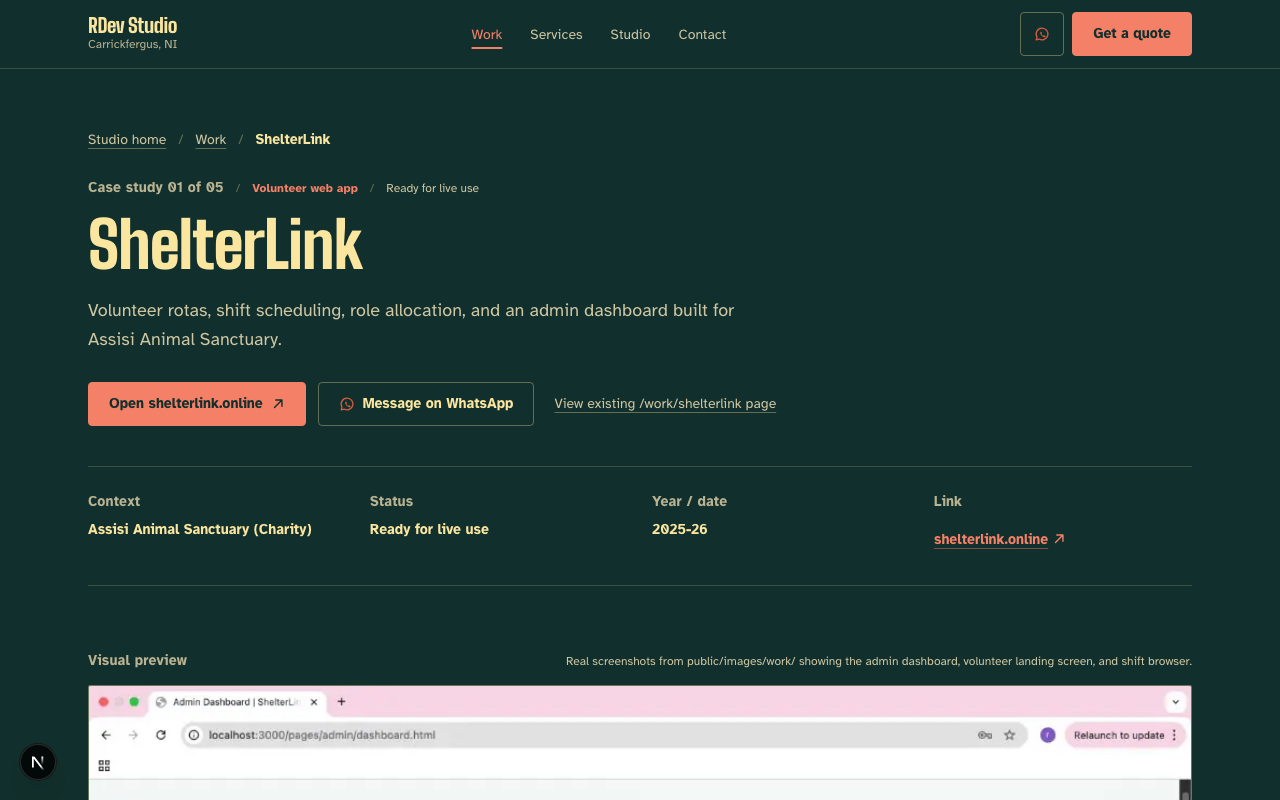 RDev Studio
Carrickfergus, NI
Work
Services
Studio
Contact
Get a quote
Studio home / Work / ShelterLink
Case study 01 of 05 / Volunteer web app / Ready for live use
ShelterLink
Volunteer rotas, shift scheduling, role allocation, and an admin dashboard built for
Assisi Animal Sanctuary.
Open shelterlink.online
Message on WhatsApp
View existing /work/shelterlink page
Context
Assisi Animal Sanctuary (Charity)
Status
Ready for live use
Year / date
2025-26
Link
shelterlink.online
Visual preview
Real screenshots from public/images/work/ showing the admin dashboard, volunteer landing screen, and shift browser.
Admin Dashboard | ShelterLi
localhost:3000/pages/admin/dashboard.html
Relaunch to update
N